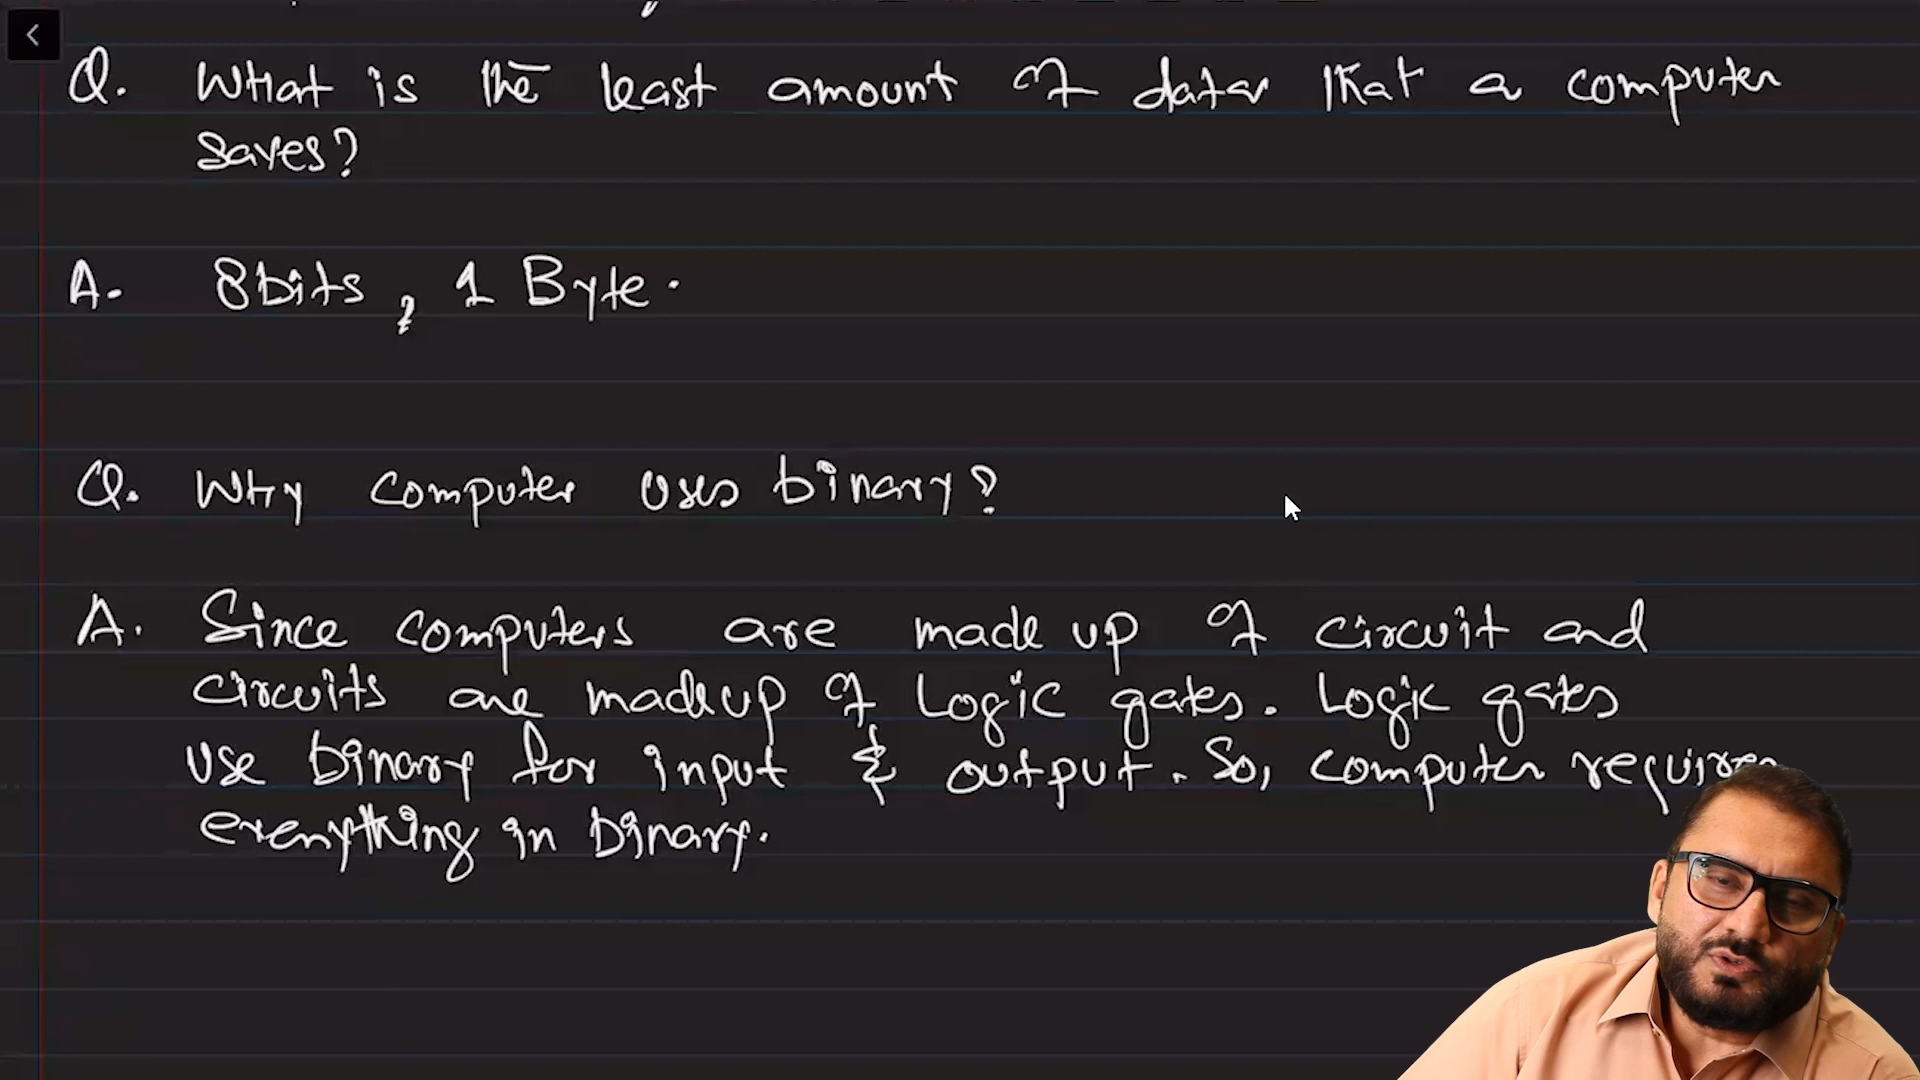 Q. What is the least amount of data that a computer
saves?
A. 8bits, 1 Byte.
Q. Why computer uses binary?
A. Since computers are made up of circuit and
circuits are madeup of Logic gates. Logic gates
use binary for input & output. So, computer requires
everything in binary.